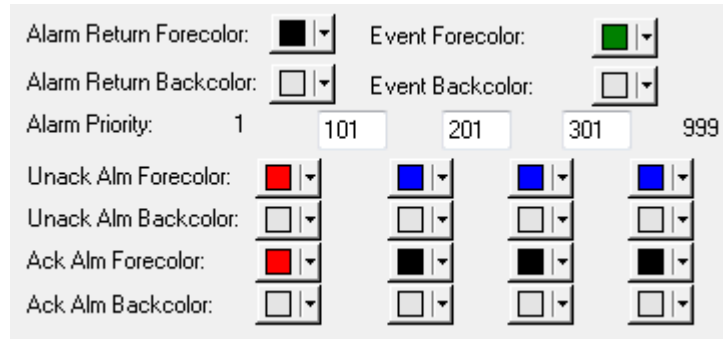 Alarm Return Forecolor: Event Forecolor:
Alarm Return Backcolor: Event Backcolor:
Alarm Priority: 1 101 201 301 999
Unack Alm Forecolor:
Unack Alm Backcolor:
Ack Alm Forecolor:
Ack Alm Backcolor: